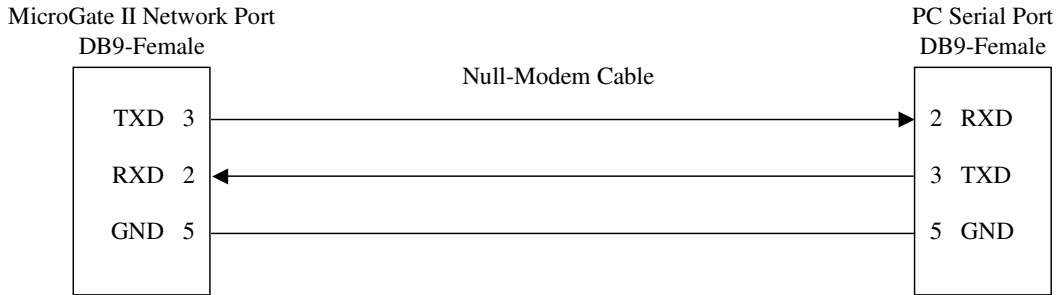 MicroGate II Network Port
DB9-Female
PC Serial Port
DB9-Female
Null-Modem Cable
TXD 3
2 RXD
RXD 2
3 TXD
GND 5
5 GND